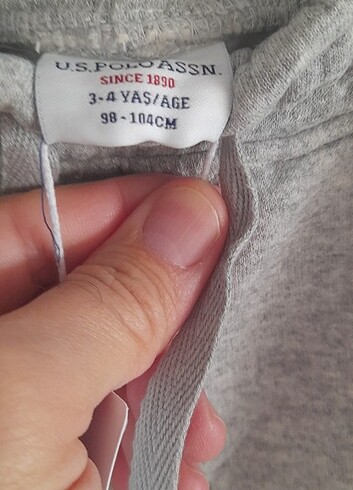 U.S. POLO ASSN.
SINCE 1890
3-4 YAŞ/AGE
98-104CM